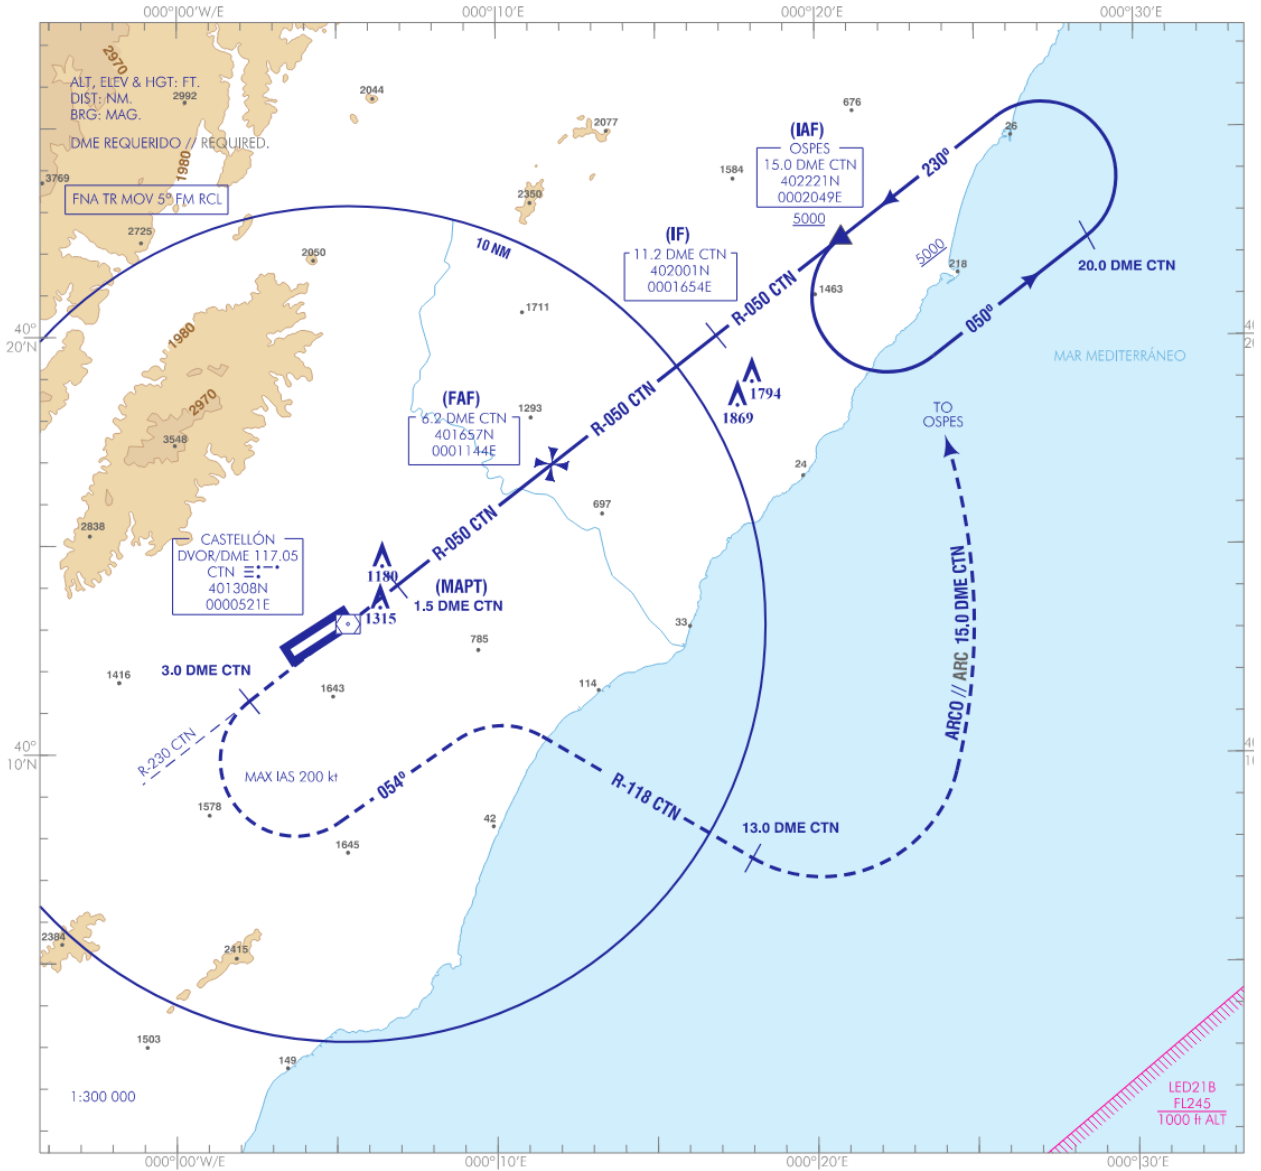 000°00'W/E
000°10'E
000°20'E
000°30'E
2970
ALT, ELEV & HGT: FT.
DIST: NM.
BRG: MAG.
2992
DME REQUERIDO // REQUIRED.
1980
3769
FNA TR MOV 5° FM RCL
2725
2044
2077
2350
2050
676
1584
(IAF)
OSPES
15.0 DME CTN
402221N
0002049E
5000
230°
26
(IF)
11.2 DME CTN
402001N
0001654E
10 NM
5000
218
20.0 DME CTN
1463
R-050 CTN
050°
1711
40°
20'N
40
20
1980
MAR MEDITERRÁNEO
2970
1794
1869
(FAF)
6.2 DME CTN
401657N
0001144E
1293
R-050 CTN
TO
OSPES
3548
24
697
2838
R-050 CTN
CASTELLÓN
DVOR/DME 117.05
CTN
401308N
0000521E
1180
1315
(MAPT)
1.5 DME CTN
33
785
ARCO // ARC 15.0 DME CTN
3.0 DME CTN
1416
1643
114
R-230 CTN
40°
10'N
40
10
MAX IAS 200 kt
054°
R-118 CTN
1578
42
13.0 DME CTN
1645
2384
2415
1503
149
1:300 000
LED21B
FL245
1000 ft ALT
000°00'W/E
000°10'E
000°20'E
000°30'E